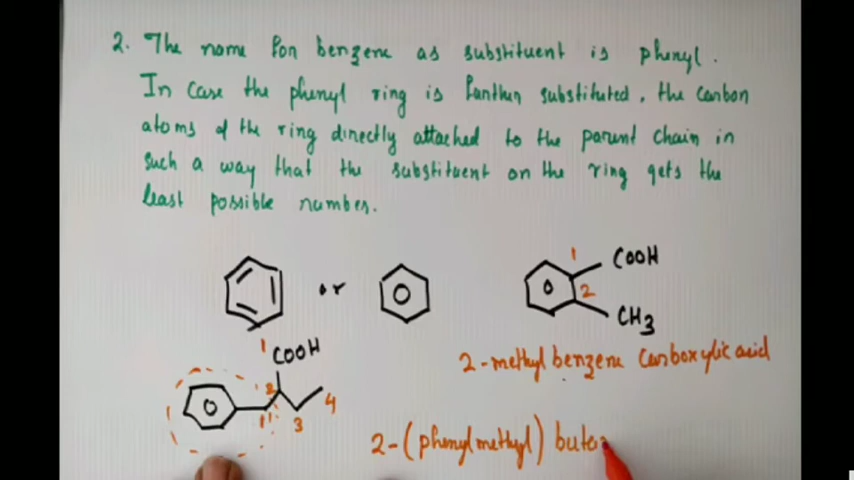 2. The name for benzene as substituent is phenyl.
In case the phenyl ring is further substituted, the carbon
atoms of the ring directly attached to the parent chain in
such a way that the substituent on the ring gets the
least possible number.
or
1
COOH
2
CH3
2-methyl benzene carboxylic acid
1
COOH
2
1'
3
4
2-(phenylmethyl) buta